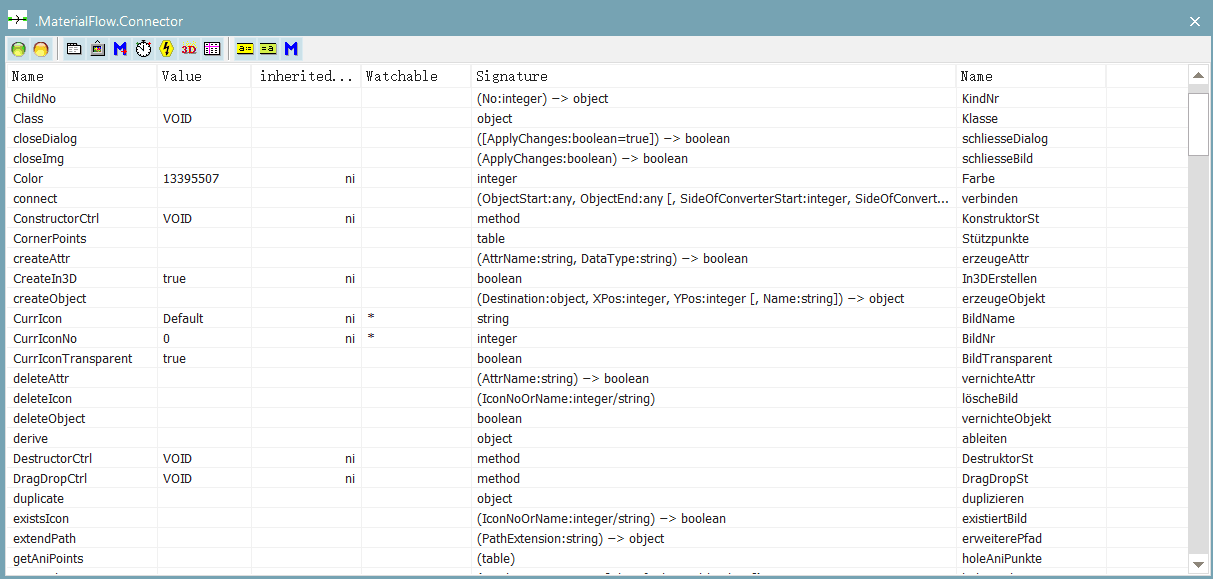 .MaterialFlow.Connector
M 3D a:= =a M
Name Value inherited... Watchable Signature Name
ChildNo (No:integer) -> object KindNr
Class VOID object Klasse
closeDialog ([ApplyChanges:boolean=true]) -> boolean schliesseDialog
closeImg (ApplyChanges:boolean) -> boolean schliesseBild
Color 13395507 ni integer Farbe
connect (ObjectStart:any, ObjectEnd:any [, SideOfConverterStart:integer, SideOfConvert... verbinden
ConstructorCtrl VOID ni method KonstruktorSt
CornerPoints table Stützpunkte
createAttr (AttrName:string, DataType:string) -> boolean erzeugeAttr
CreateIn3D true ni boolean In3DErstellen
createObject (Destination:object, XPos:integer, YPos:integer [, Name:string]) -> object erzeugeObjekt
CurrIcon Default ni * string BildName
CurrIconNo 0 ni * integer BildNr
CurrIconTransparent true boolean BildTransparent
deleteAttr (AttrName:string) -> boolean vernichteAttr
deleteIcon (IconNoOrName:integer/string) löscheBild
deleteObject boolean vernichteObjekt
derive object ableiten
DestructorCtrl VOID ni method DestruktorSt
DragDropCtrl VOID ni method DragDropSt
duplicate object duplizieren
existsIcon (IconNoOrName:integer/string) -> boolean existiertBild
extendPath (PathExtension:string) -> object erweiterePfad
getAniPoints (table) holeAniPunkte